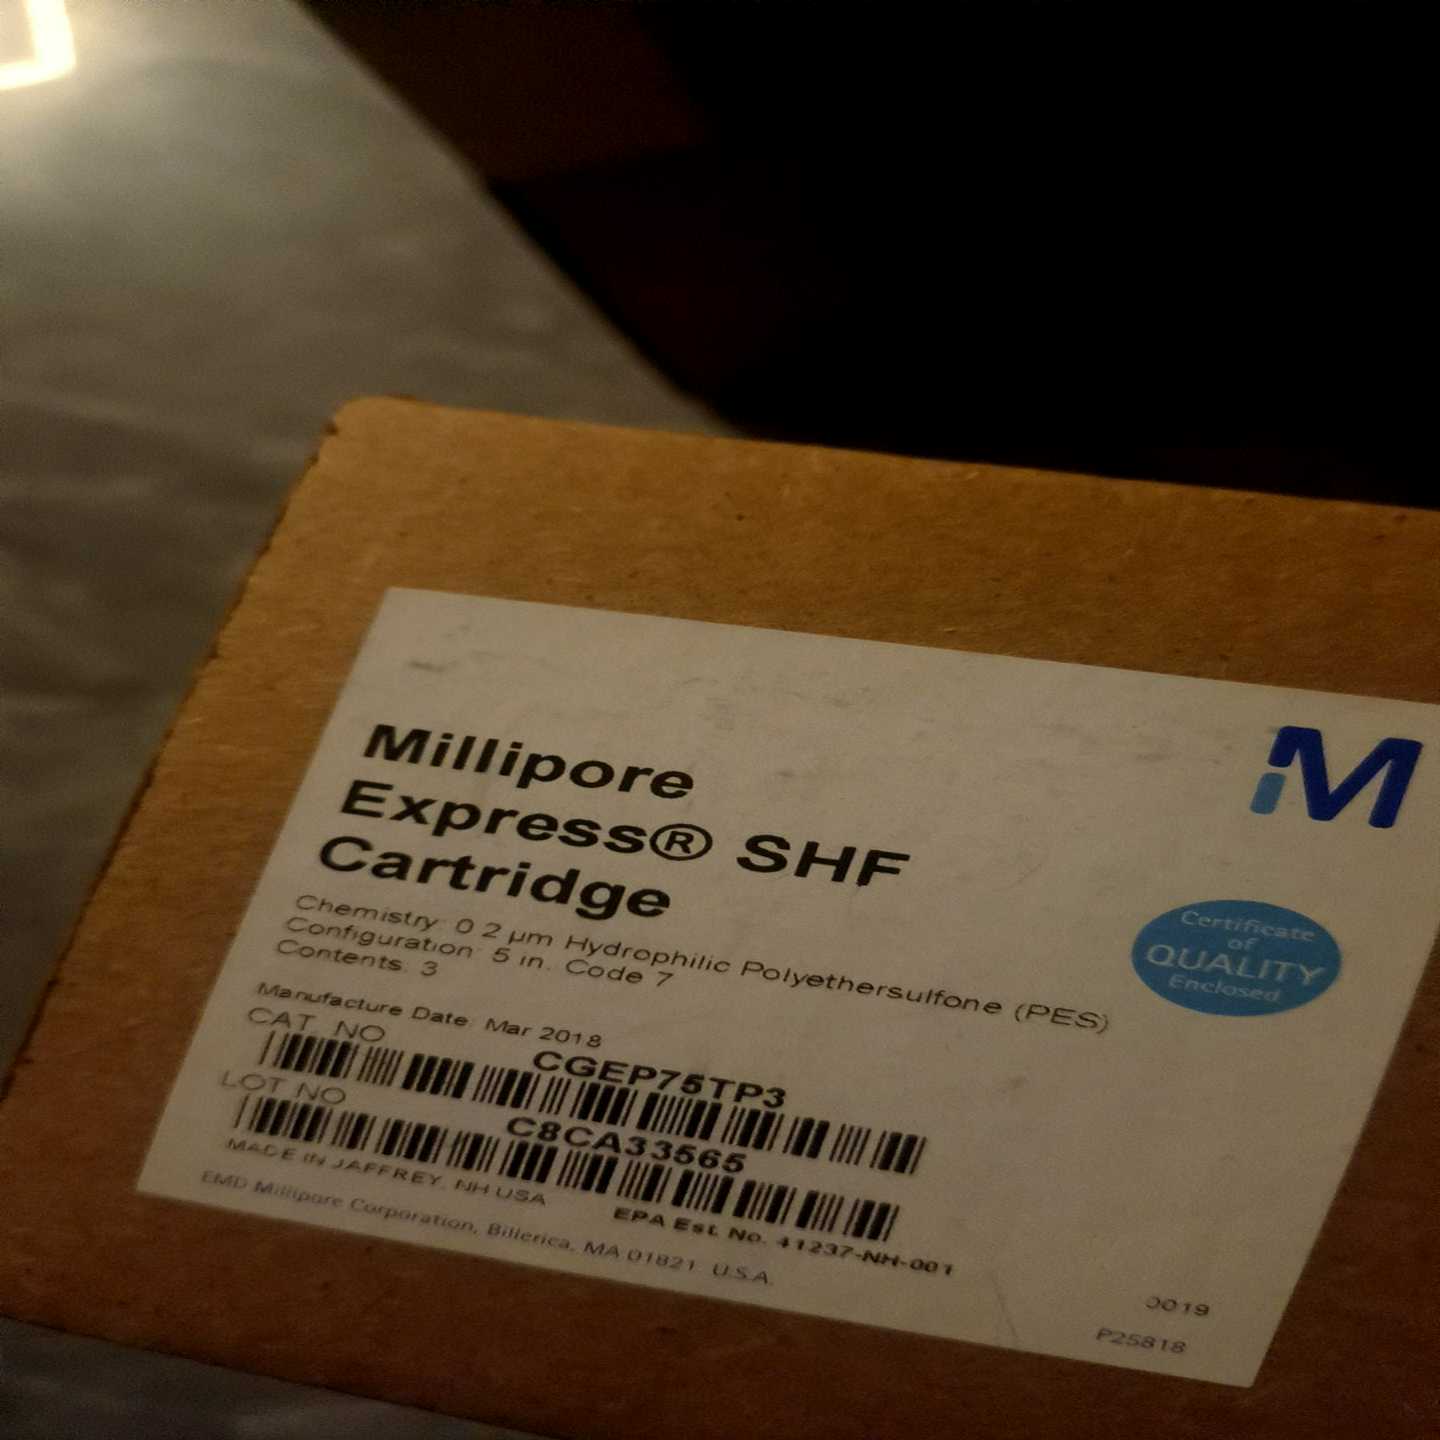 Millipore
Express® SHF
Cartridge
Chemistry: 0.2 µm Hydrophilic Polyethersulfone (PES)
Configuration: 5 in. Code 7
Contents: 3
Manufacture Date: Mar 2018
CAT. NO
CGEP75TP3
LOT NO
C8CA33565
MADE IN JAFFREY, NH USA
EPA Est. No. 41237-NH-001
EMD Millipore Corporation, Billerica, MA 01821 U.S.A.
M
Certificate
of
QUALITY
Enclosed
0019
P25818